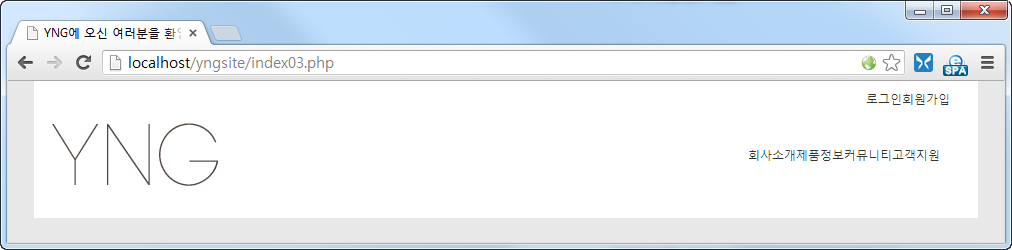 YNG에 오신 여러분을 환
localhost/yngsite/index03.php
e
SPA
로그인회원가입
YNG
회사소개제품정보커뮤니티고객지원